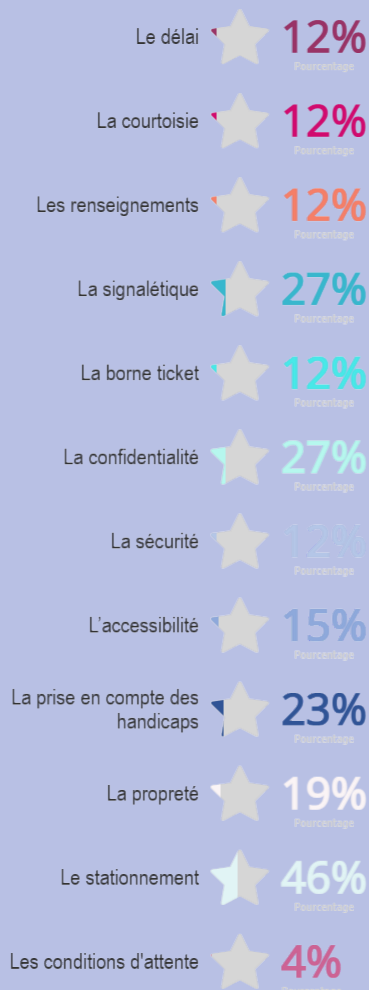 Le délai
12%
Pourcentage
La courtoisie
12%
Pourcentage
Les renseignements
12%
Pourcentage
La signalétique
27%
Pourcentage
La borne ticket
12%
Pourcentage
La confidentialité
27%
Pourcentage
La sécurité
12%
Pourcentage
L'accessibilité
15%
Pourcentage
La prise en compte des
handicaps
23%
Pourcentage
La propreté
19%
Pourcentage
Le stationnement
46%
Pourcentage
Les conditions d'attente
4%